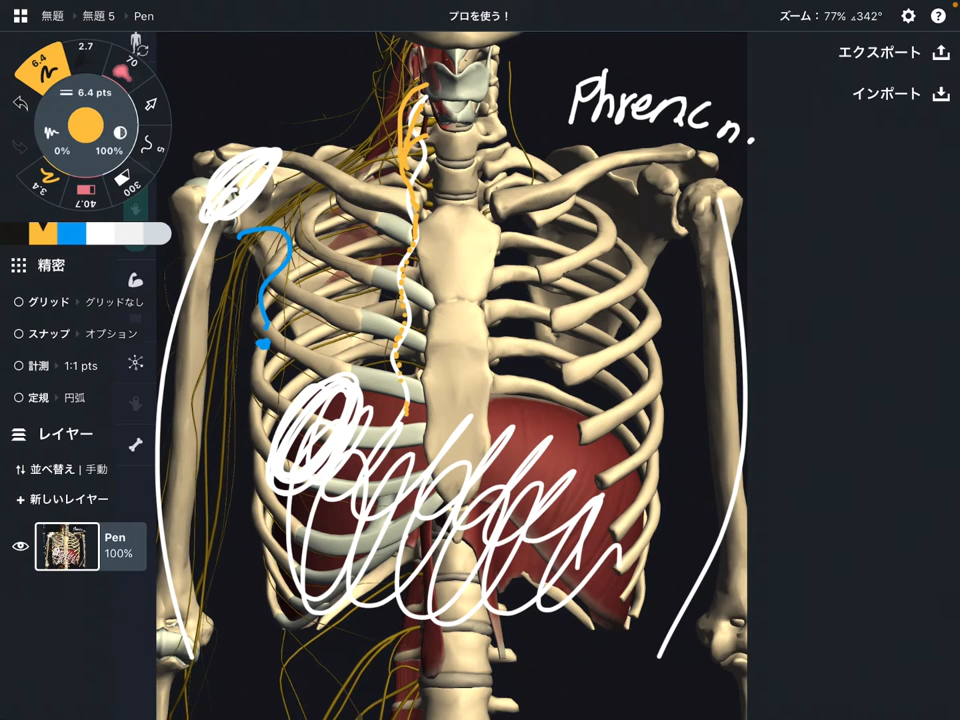 無題 無題 5 Pen
プロを使う！
ズーム： 77% ⊿342°
エクスポート
インポート
2.7
6.4
70
6.4 pts
0% 100%
5
3.4
40.7
300
精密
グリッド グリッドなし
スナップ オプション
計測 1:1 pts
定規 円弧
レイヤー
並べ替え | 手動
+ 新しいレイヤー
Pen
100%
Phrenic n.
?